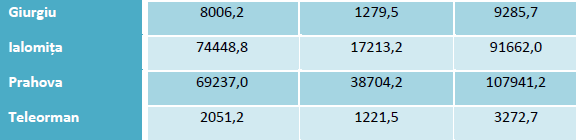 Giurgiu 8006,2 1279,5 9285,7
Ialomița 74448,8 17213,2 91662,0
Prahova 69237,0 38704,2 107941,2
Teleorman 2051,2 1221,5 3272,7